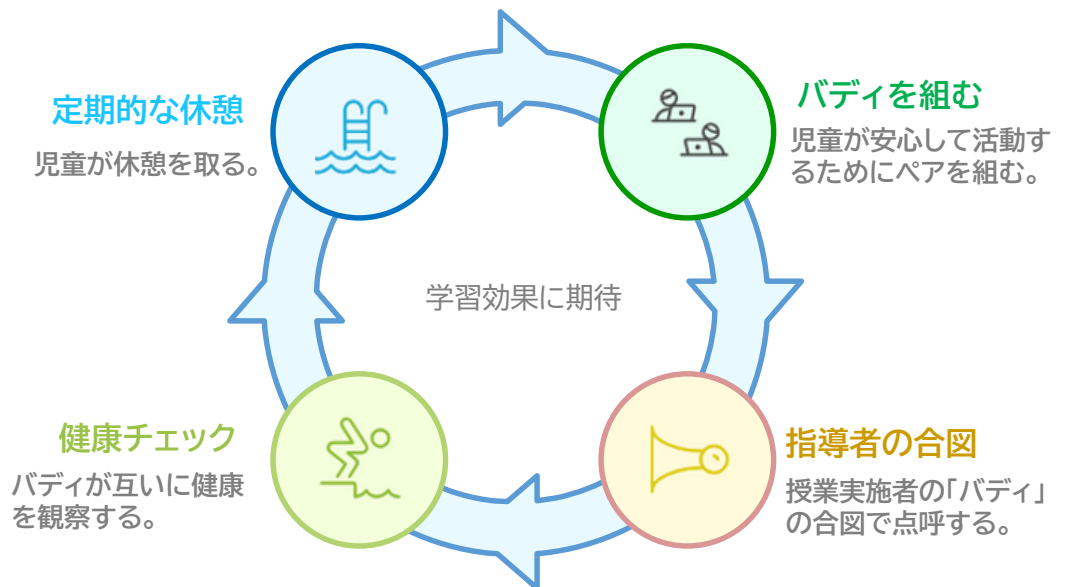 定期的な休憩
児童が休憩を取る。
バディを組む
児童が安心して活動す
るためにペアを組む。
学習効果に期待
健康チェック
バディが互いに健康
を観察する。
指導者の合図
授業実施者の「バディ」
の合図で点呼する。